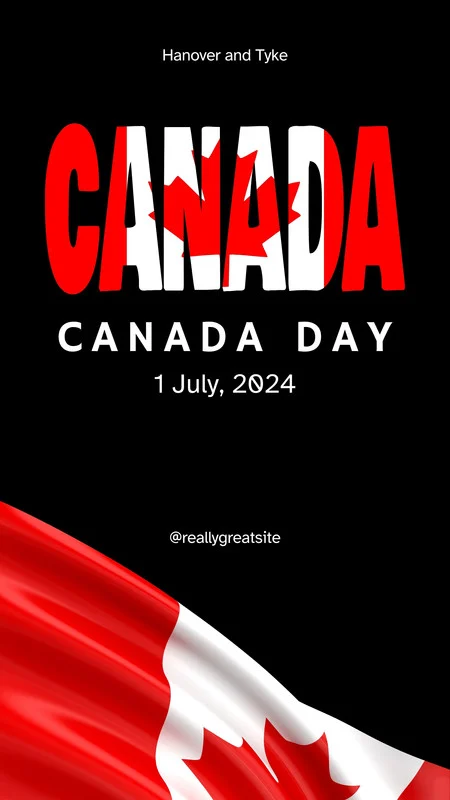 Hanover and Tyke
CANADA
CANADA DAY
1 July, 2024
@reallygreatsite